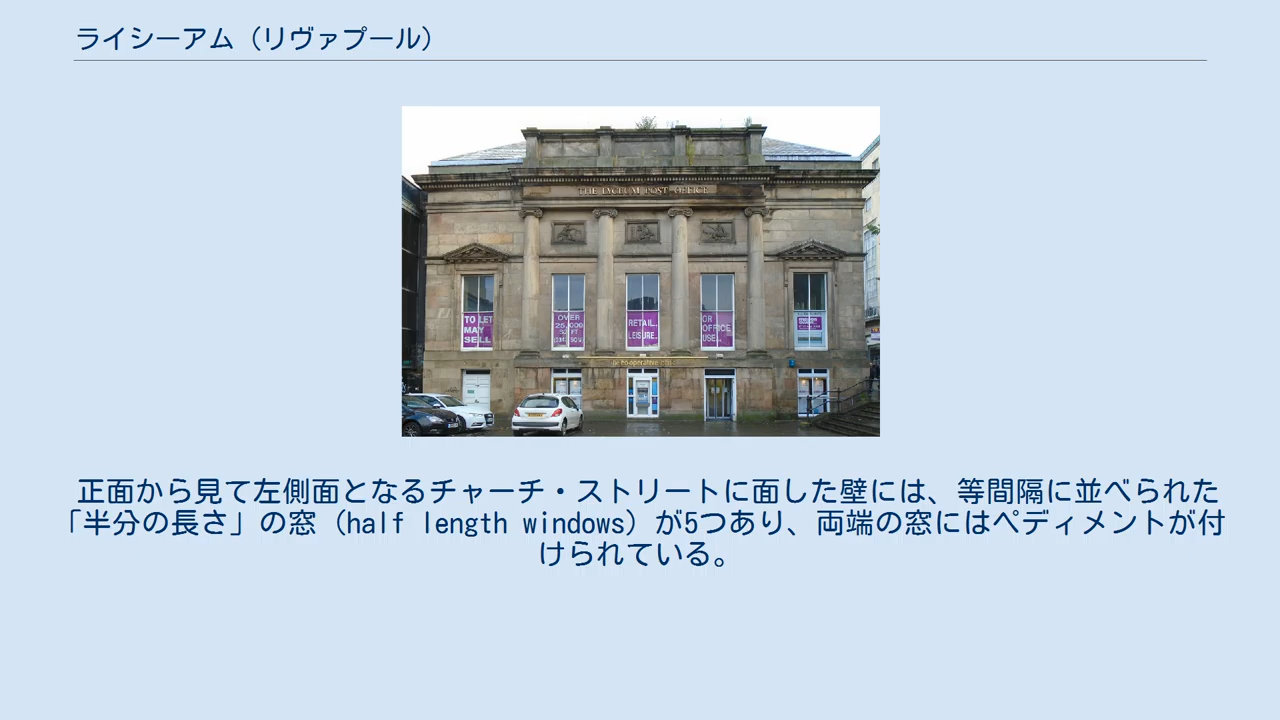 ライシーアム（リヴァプール）
THE LYCEUM POST OFFICE
TO LET
MAY
SELL
OVER
25,000
SQ FT
RETAIL.
LEISURE.
OR
OFFICE
USE.
正面から見て左側面となるチャーチ・ストリートに面した壁には、等間隔に並べられた
「半分の長さ」の窓（half length windows）が5つあり、両端の窓にはペディメントが付
けられている。